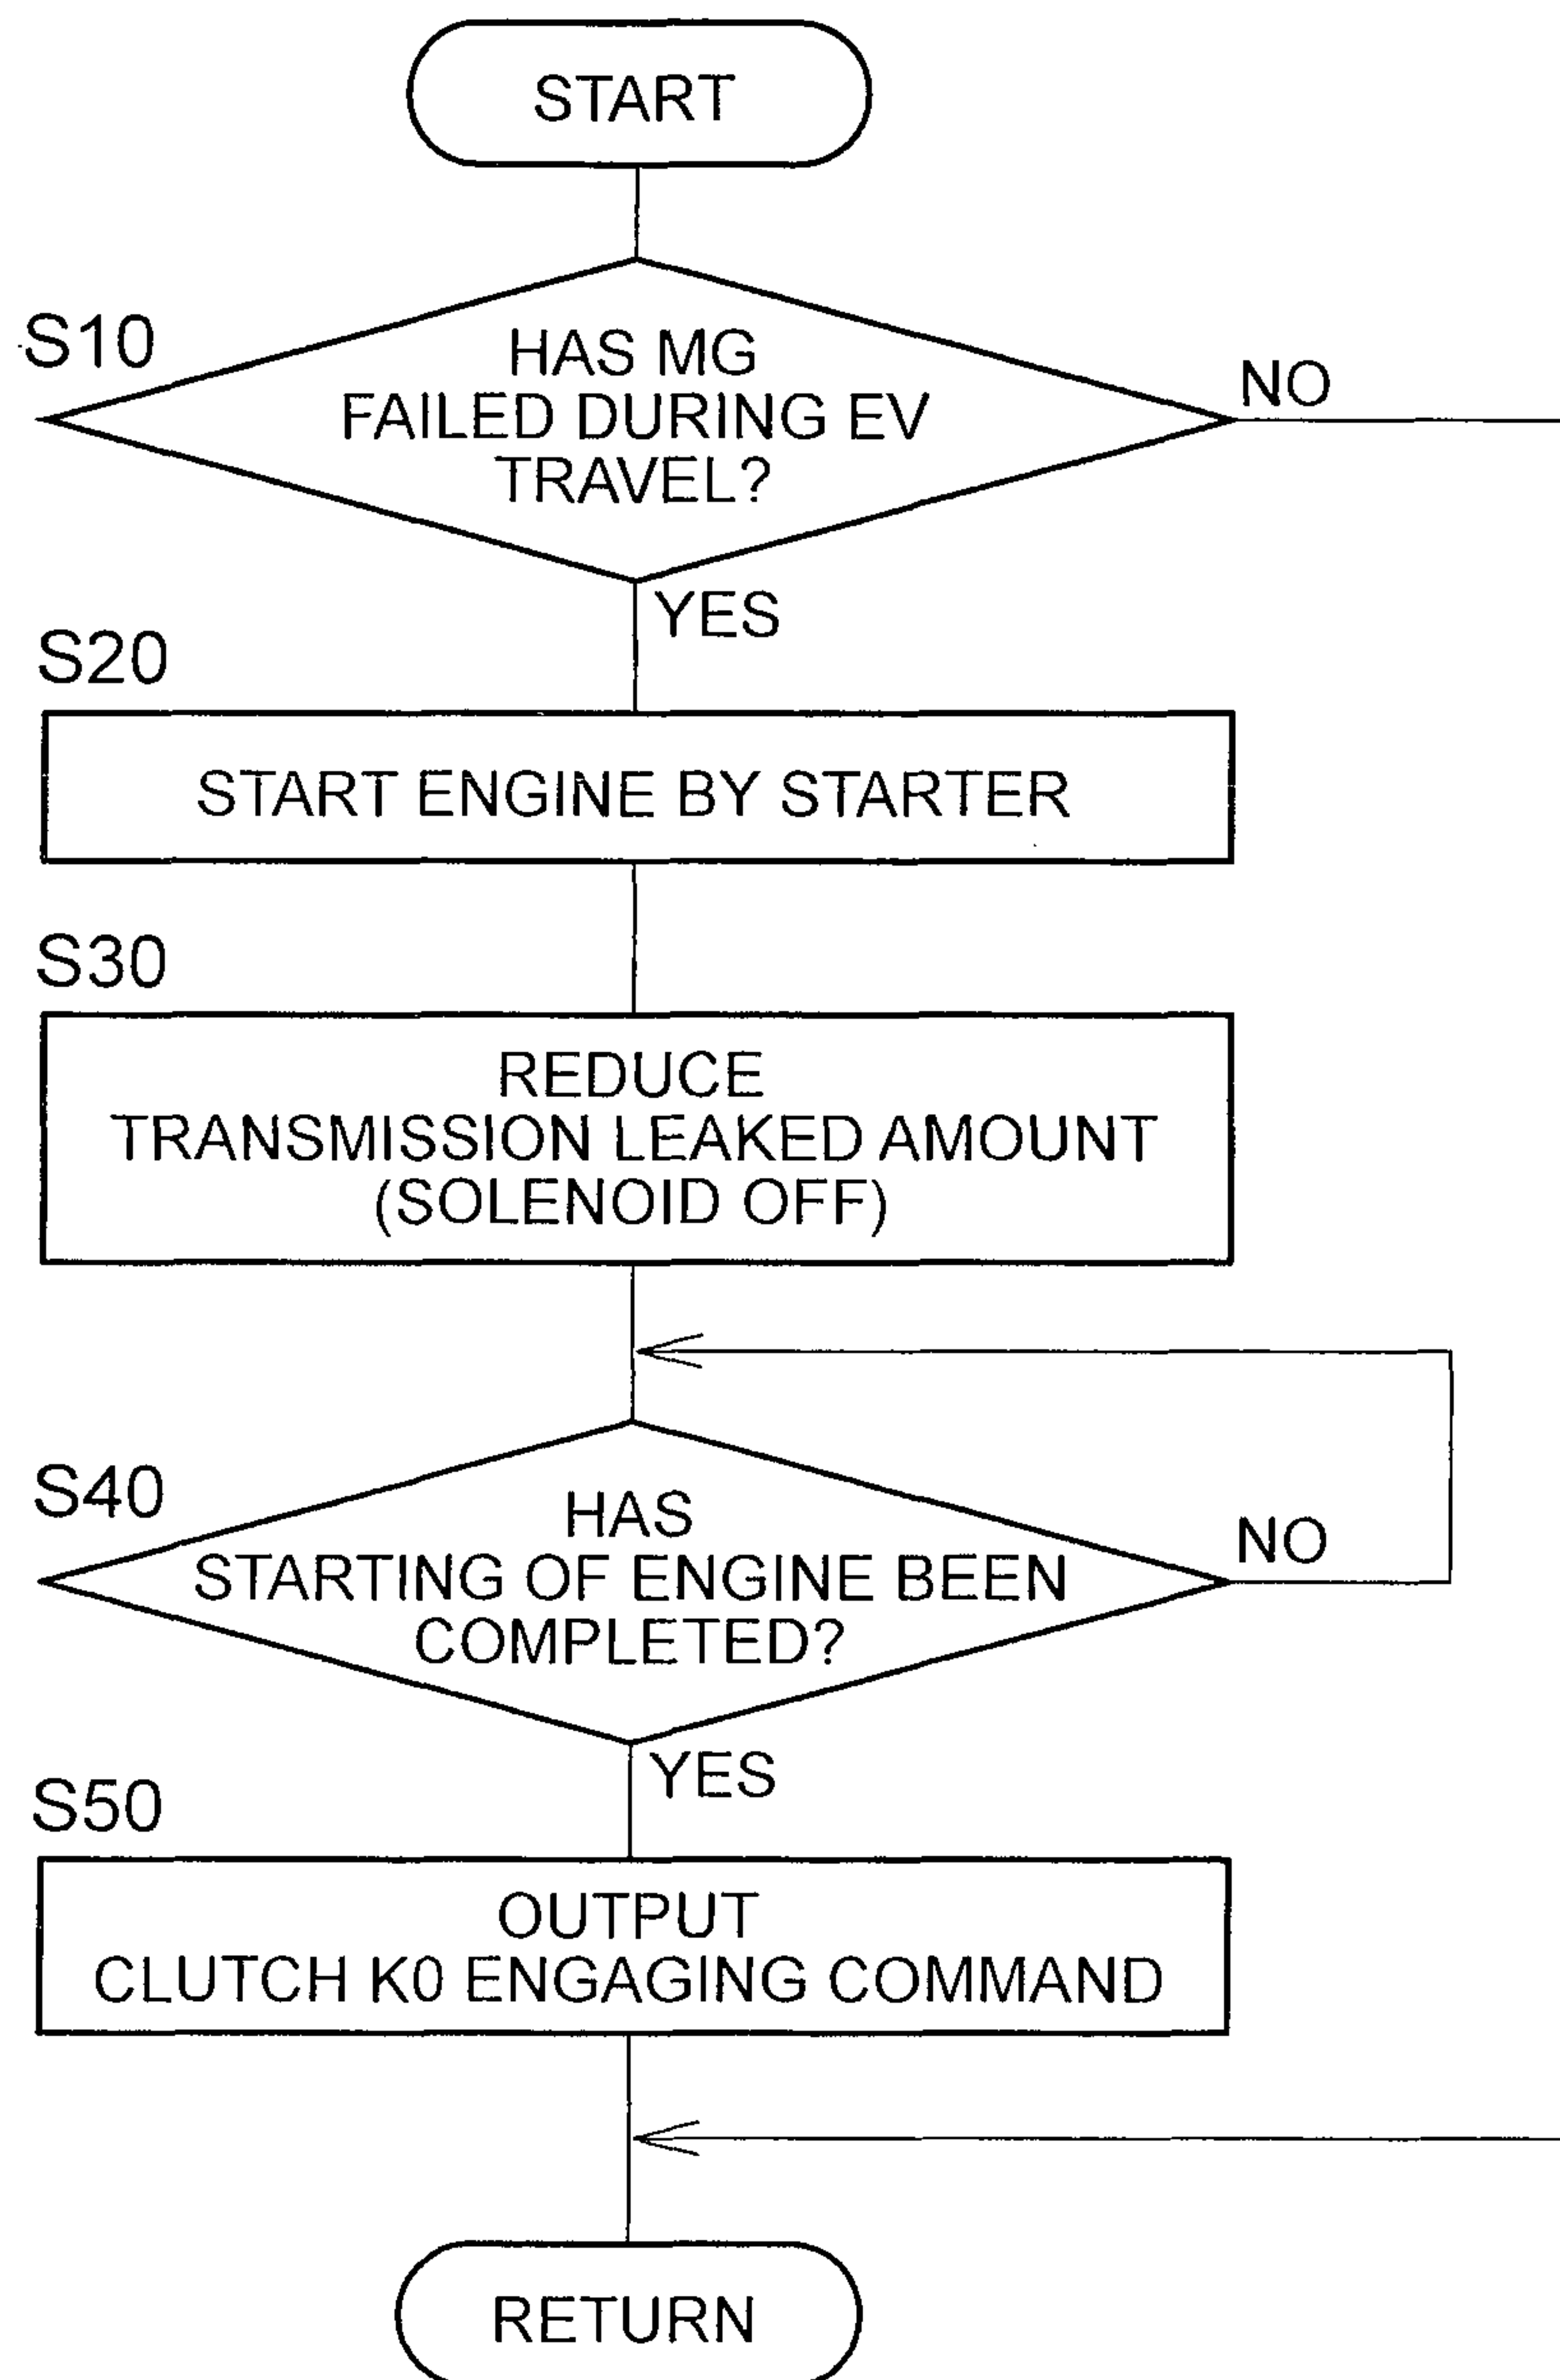 START
S10
HAS MG
FAILED DURING EV
TRAVEL?
NO
YES
S20
START ENGINE BY STARTER
S30
REDUCE
TRANSMISSION LEAKED AMOUNT
(SOLENOID OFF)
S40
HAS
STARTING OF ENGINE BEEN
COMPLETED?
NO
YES
S50
OUTPUT
CLUTCH K0 ENGAGING COMMAND
RETURN